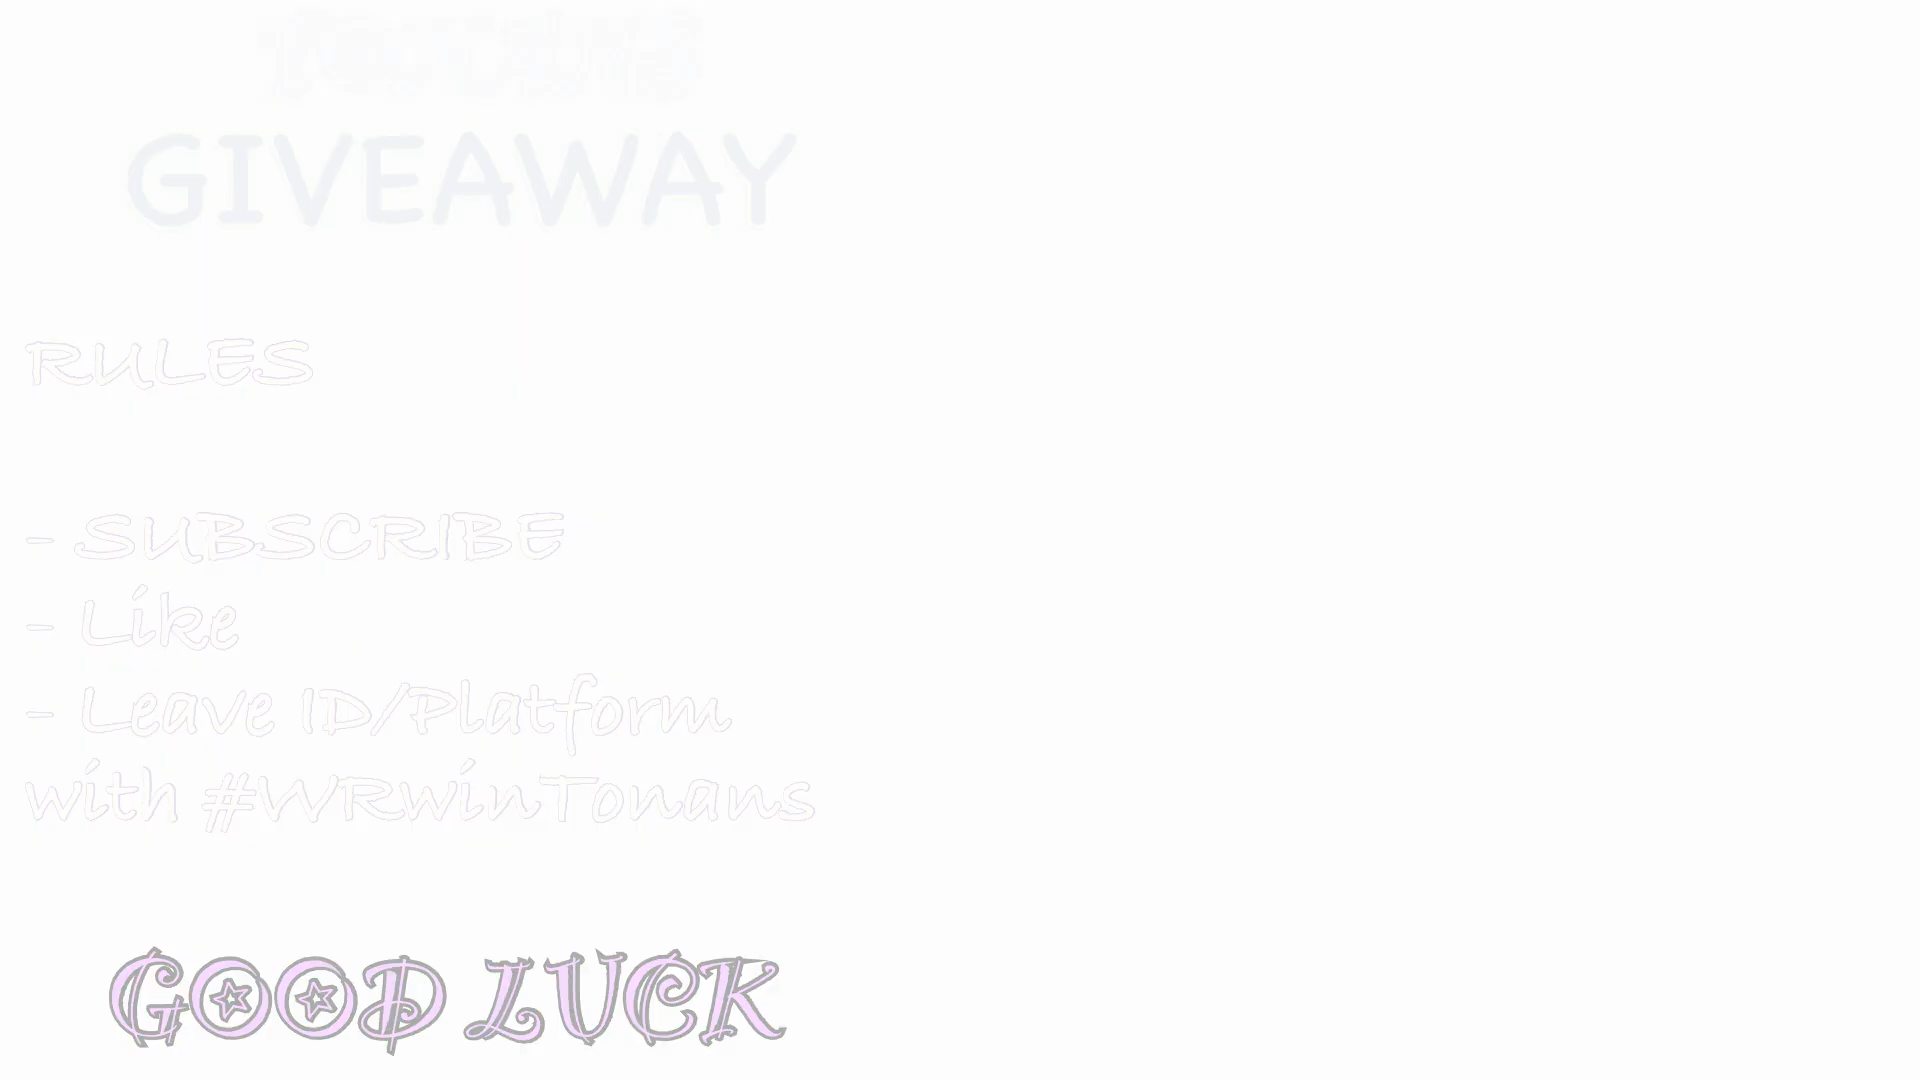 GIVEAWAY
RULES
- SUBSCRIBE
- Like
- Leave ID/Platform
with #WRwinTonans
GOOD LUCK